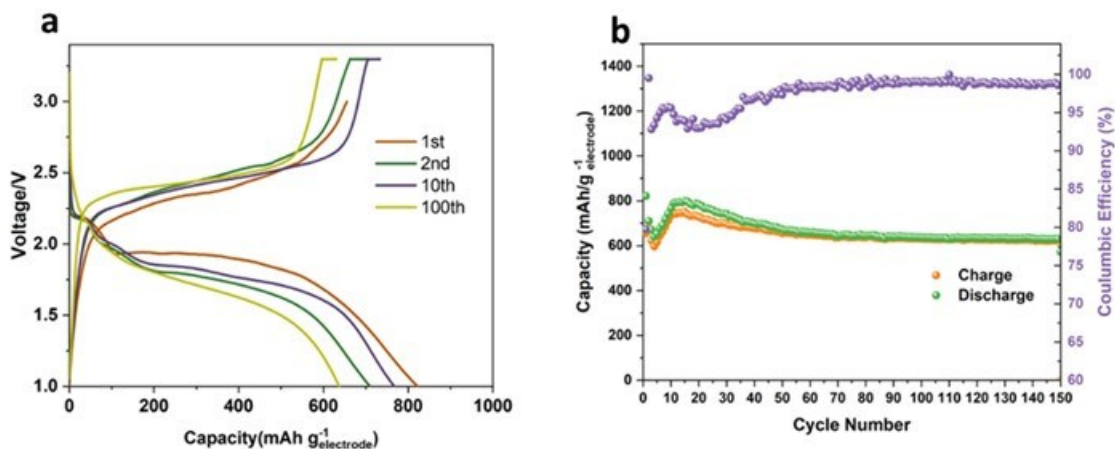 a
3.0
2.5
2.0
1.5
1.0
Voltage/V
1st
2nd
10th
100th
0 200 400 600 800 1000
Capacity(mAh g⁻¹electrode)
b
1400
1200
1000
800
600
400
200
0
Capacity (mAh/g⁻¹electrode)
Charge
Discharge
100
95
90
85
80
75
70
65
60
Coulumbic Efficiency (%)
0 10 20 30 40 50 60 70 80 90 100 110 120 130 140 150
Cycle Number